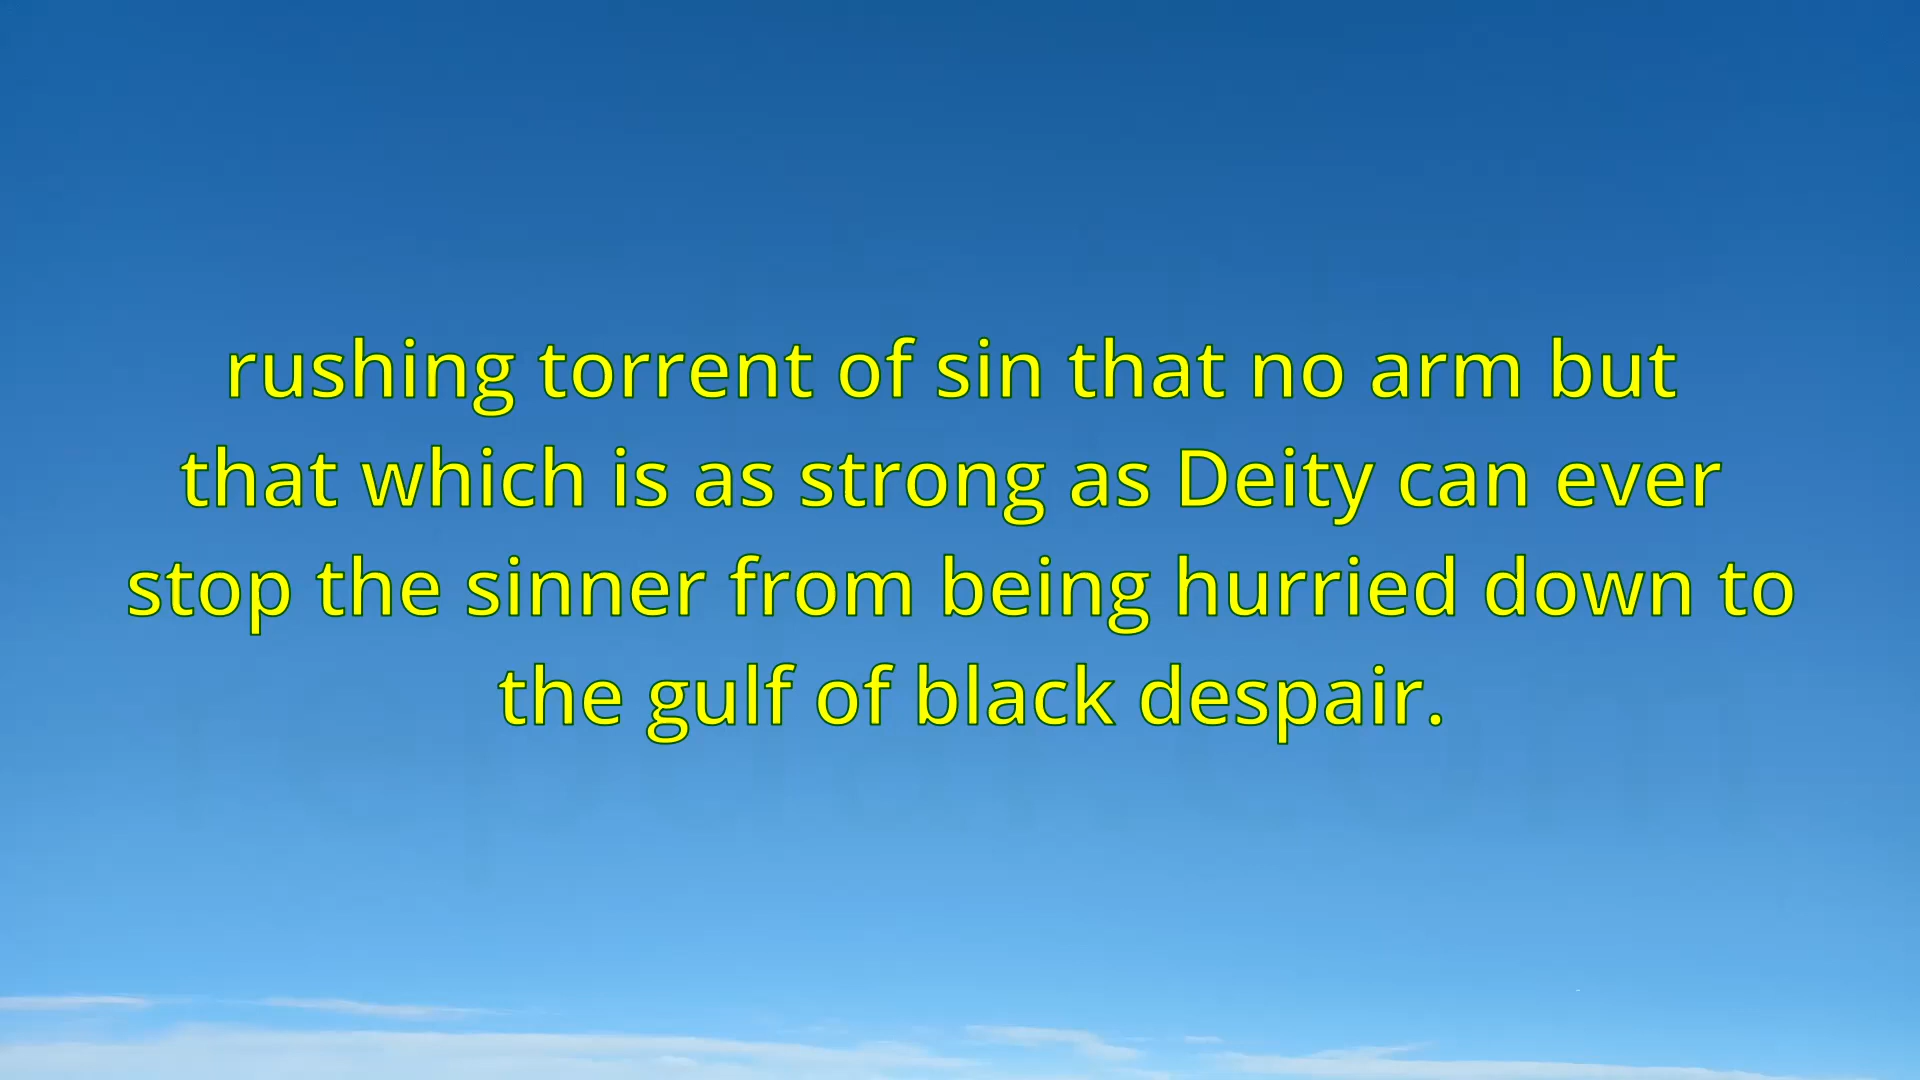 rushing torrent of sin that no arm but
that which is as strong as Deity can ever
stop the sinner from being hurried down to
the gulf of black despair.